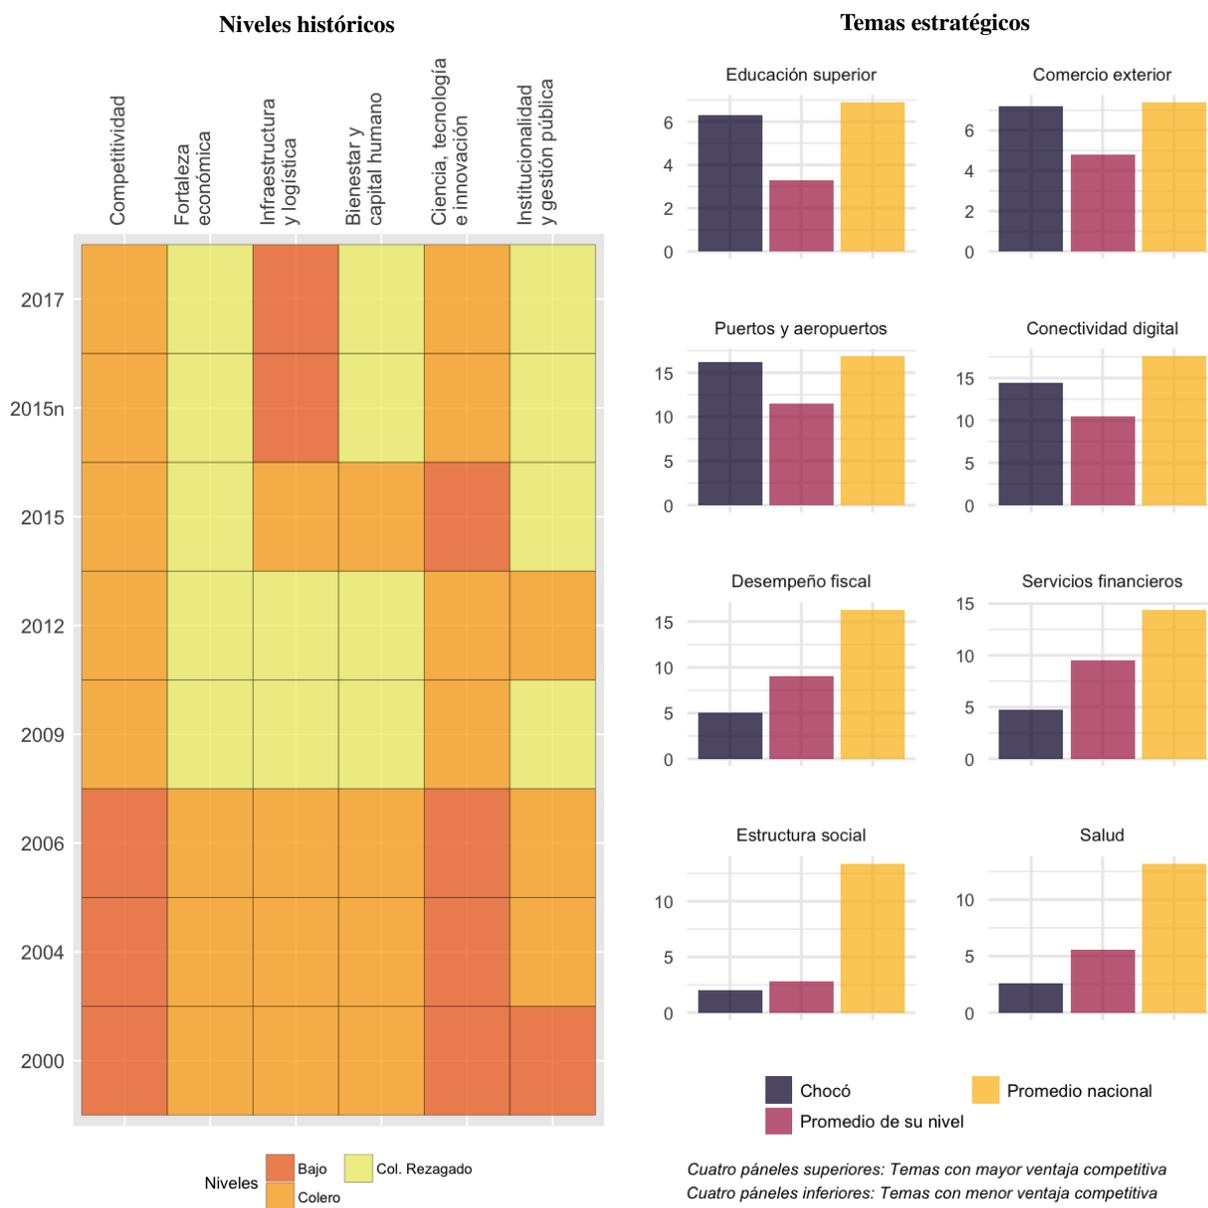 Niveles históricos
Competitividad
Fortaleza
económica
Infraestructura
y logística
Bienestar y
capital humano
Ciencia, tecnología
e innovación
Institucionalidad
y gestión pública
2017
2015n
2015
2012
2009
2006
2004
2000
Niveles
Bajo
Col. Rezagado
Colero
Temas estratégicos
Educación superior
6
4
2
0
Comercio exterior
6
4
2
0
Puertos y aeropuertos
15
10
5
0
Conectividad digital
15
10
5
0
Desempeño fiscal
15
10
5
0
Servicios financieros
15
10
5
0
Estructura social
10
5
0
Salud
10
5
0
Chocó
Promedio nacional
Promedio de su nivel
Cuatro páneles superiores: Temas con mayor ventaja competitiva
Cuatro páneles inferiores: Temas con menor ventaja competitiva